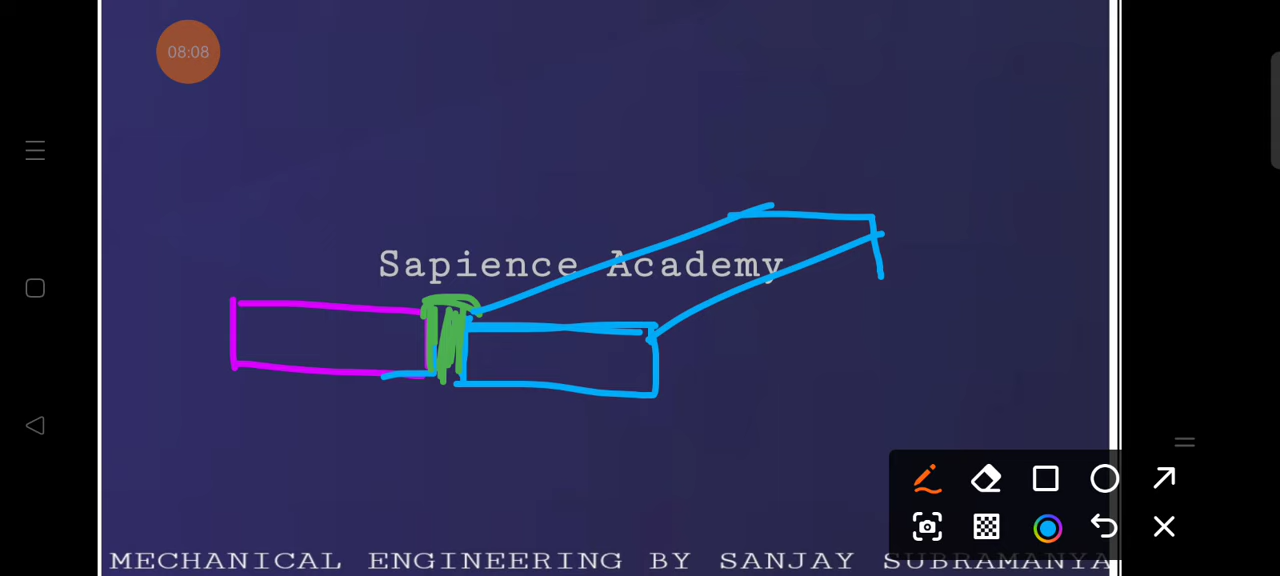 08:08
Sapience Academy
MECHANICAL ENGINEERING BY SANJAY SUBRAMANYA